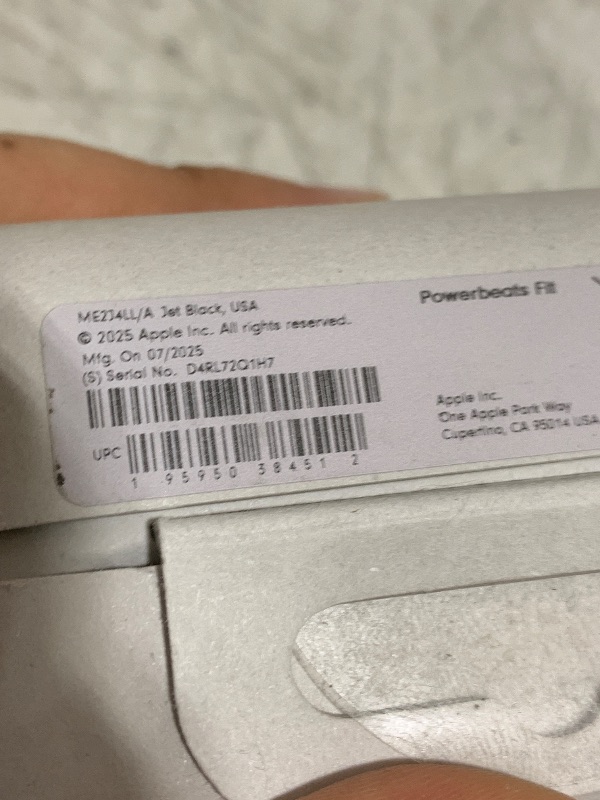 ME2J4LL/A Jet Black, USA
© 2025 Apple Inc. All rights reserved.
Mfg. On 07/2025
(S) Serial No. D4RL72Q1H7
UPC
1 95950 38451 2
Powerbeats Fit
Apple Inc.
One Apple Park Way
Cupertino, CA 95014 USA